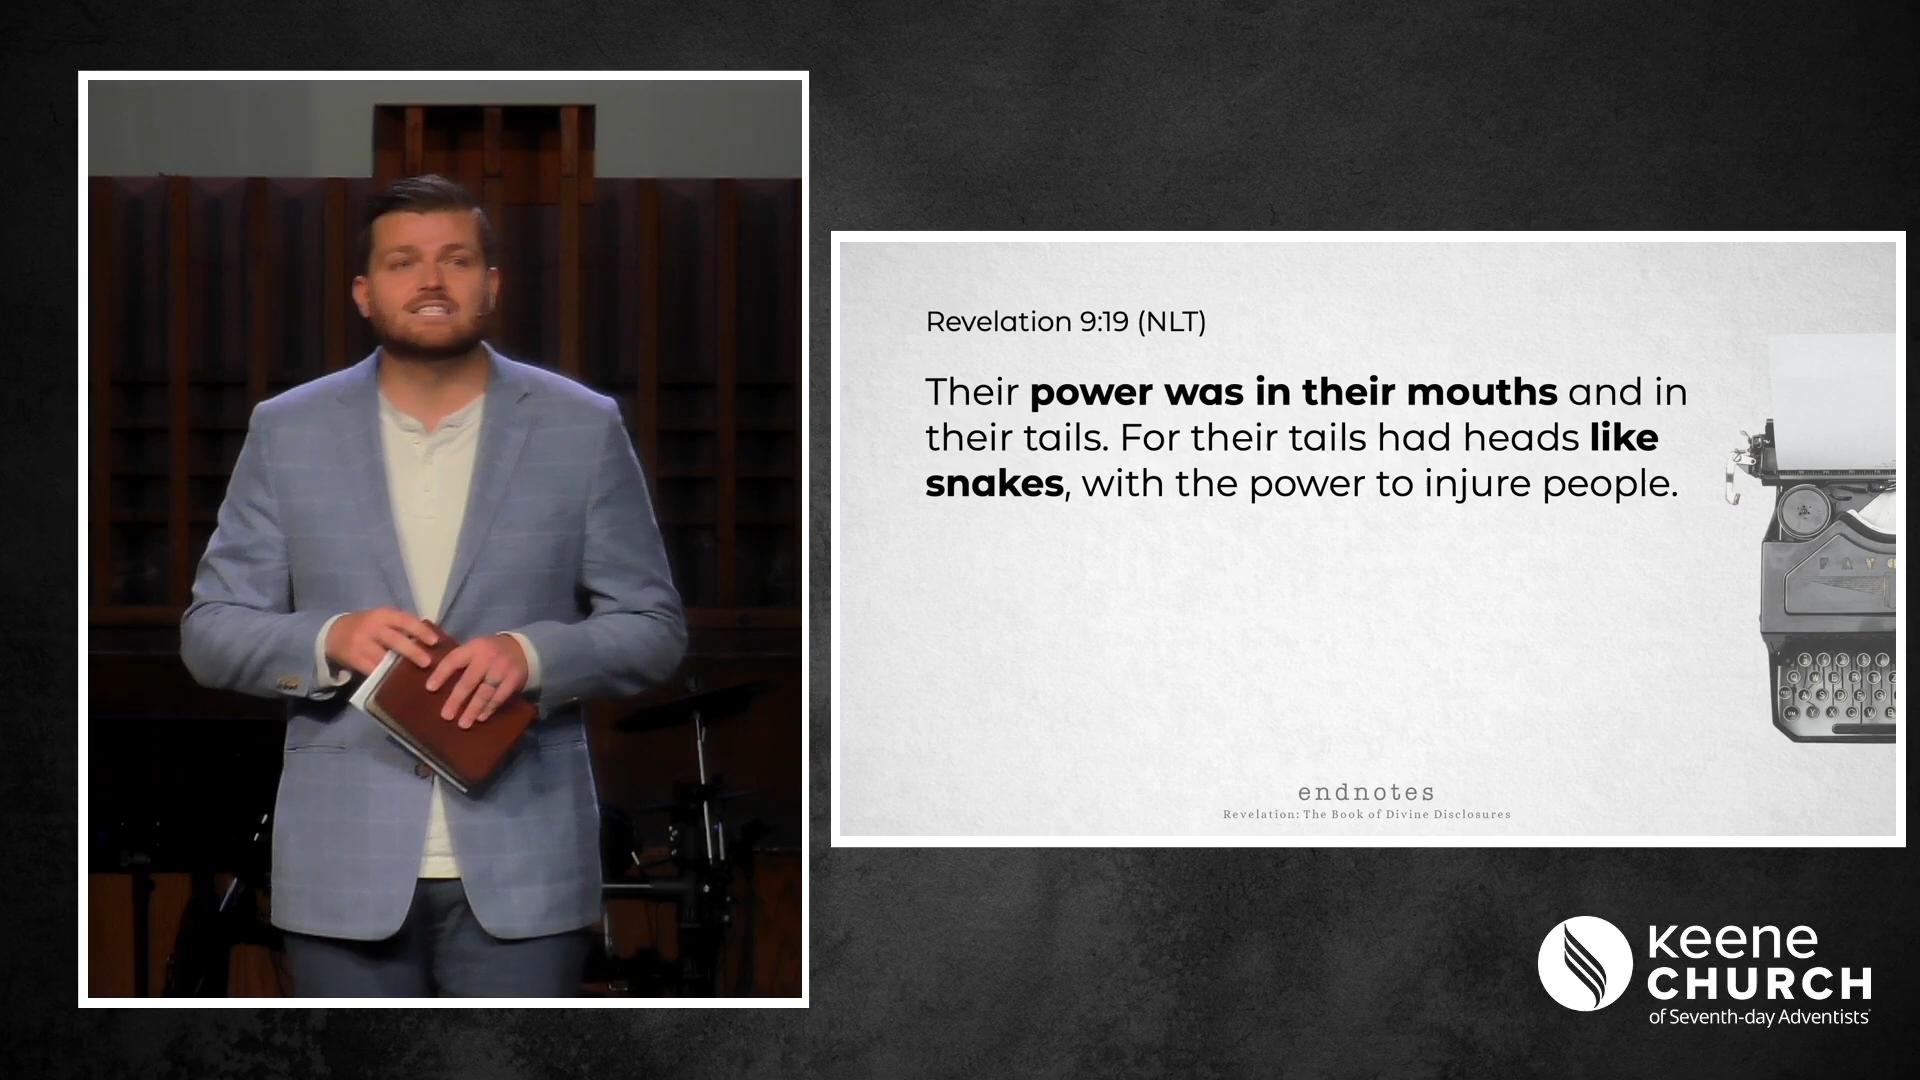 Revelation 9:19 (NLT)
Their power was in their mouths and in
their tails. For their tails had heads like
snakes, with the power to injure people.
endnotes
Revelation: The Book of Divine Disclosures
Keene
CHURCH
of Seventh-day Adventists